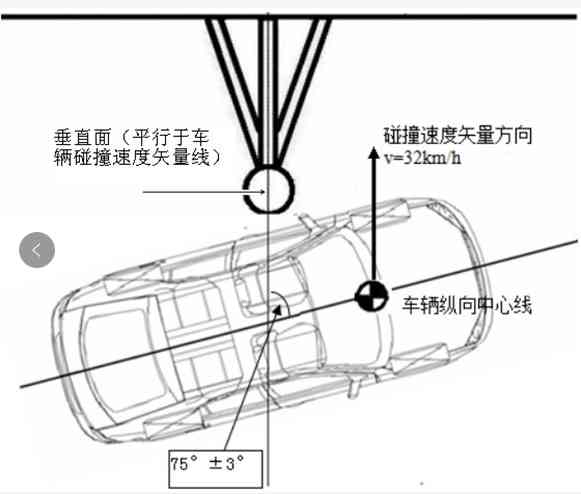 垂直面（平行于车
辆碰撞速度矢量线）
碰撞速度矢量方向
v=32km/h
车辆纵向中心线
75° ±3°